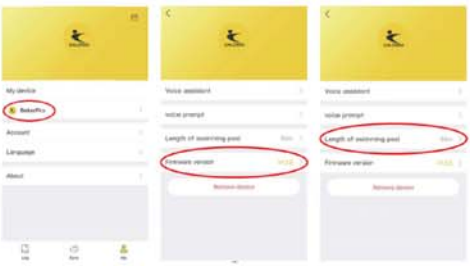 My device
Account
Language
About
My
Voice assistant
voice prompt
Length of swimming pool
Firmware version
Remove device
Voice assistant
voice prompt
Length of swimming pool
Firmware version
Remove device